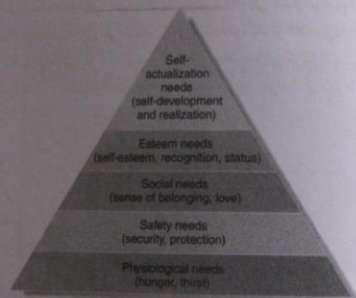 Self-
actualization
needs
(self-development
and realization)
Esteem needs
(self-esteem, recognition, status)
Social needs
(sense of belonging, love)
Safety needs
(security, protection)
Physiological needs
(hunger, thirst)